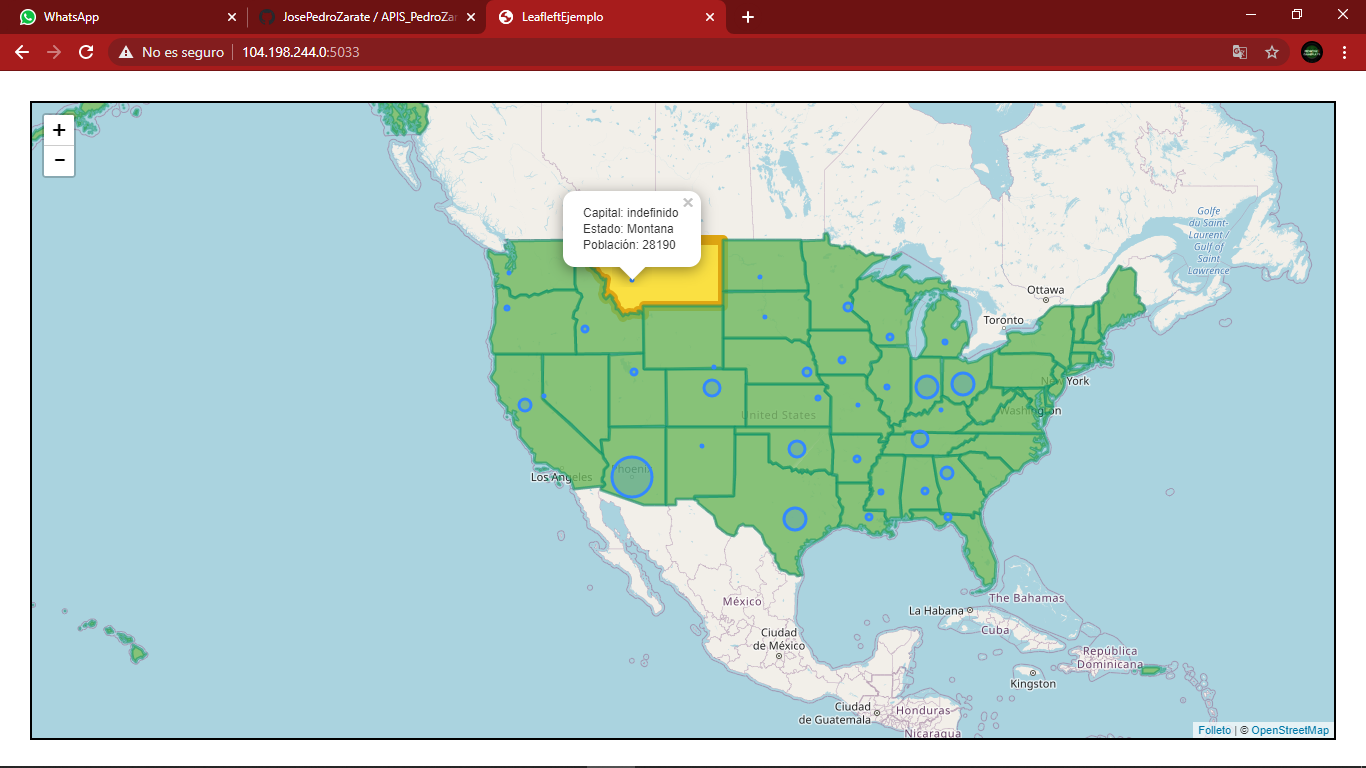 WhatsApp
JosePedroZarate / APIS_PedroZar
LeafleftEjemplo
No es seguro
104.198.244.0:5033
+
−
Capital: indefinido
Estado: Montana
Población: 28190
Golfe
du Saint-
Laurent /
Gulf of
Saint
Lawrence
Ottawa
Toronto
New York
Washington
United States
Los Angeles
Phoenix
México
Ciudad
de México
La Habana
The Bahamas
Cuba
República
Dominicana
Kingston
Ciudad
de Guatemala
Honduras
Nicaragua
Folleto | © OpenStreetMap